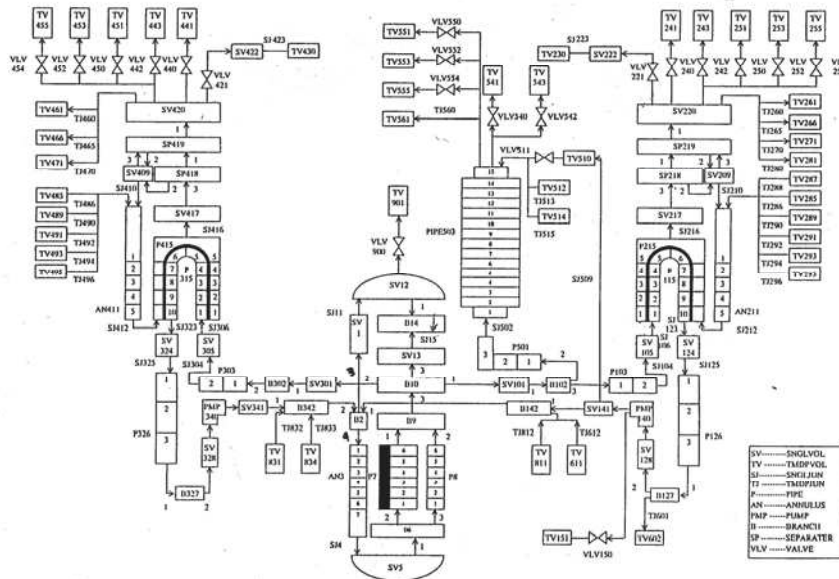 TV 455
TV 453
TV 451
TV 443
TV 441
VLV 454
VLV 452
VLV 450
VLV 442
VLV 440
VLV 421
SV422
SJ423
TV430
TV461
TJ460
TV466
TJ465
TV471
TJ470
SV420
SP419
SV409
SP418
SJ410
SV417
SJ416
TV485
TJ486
TV489
TJ490
TV491
TJ492
TV493
TJ494
TV495
TJ496
P415
P 315
AN411
SJ412
SJ323
SJ306
SV 324
SV 305
SJ325
SJ304
P303
B302
SV301
P326
PMP 340
SV341
B342
TJ832
TJ833
TV 831
TV 834
SV 328
B327
TV551
VLV550
TV553
VLV552
TV555
VLV554
TV561
TJ560
TV 541
TV 543
VLV540
VLV542
VLV511
TV510
TV512
TJ513
TV514
TJ515
PIPE503
SJ502
P501
SJ509
TV 901
VLV 900
SV12
SJ11
SV 1
B14
SJ15
SV13
B10
B9
B2
AN3
P7
P8
B6
SJ4
SV5
SV101
B102
P103
B142
SV141
PMP 140
TJ812
TJ612
TV 811
TV 611
SV 128
B127
TJ601
TV602
TV151
VLV150
P126
SJ223
TV230
SV222
VLV 221
TV 241
TV 243
TV 251
TV 253
TV 255
VLV 240
VLV 242
VLV 250
VLV 252
SV220
SP219
SP218
SV209
SJ210
SV217
SJ216
TV261
TJ260
TV266
TJ265
TV271
TJ270
TV281
TJ280
TV287
TJ288
TV285
TJ286
TV289
TJ290
TV291
TJ292
TV293
TJ294
TJ296
P215
P 115
AN211
SJ212
SJ 123
SJ 106
SV 105
SV 124
SJ104
SJ125
SV--------SNGLVOL
TV--------TMDPVOL
SJ--------SNGLJUN
TJ--------TMDPJUN
P---------PIPE
AN-------ANNULUS
PMP------PUMP
B---------BRANCH
SP--------SEPARATER
VLV------VALVE